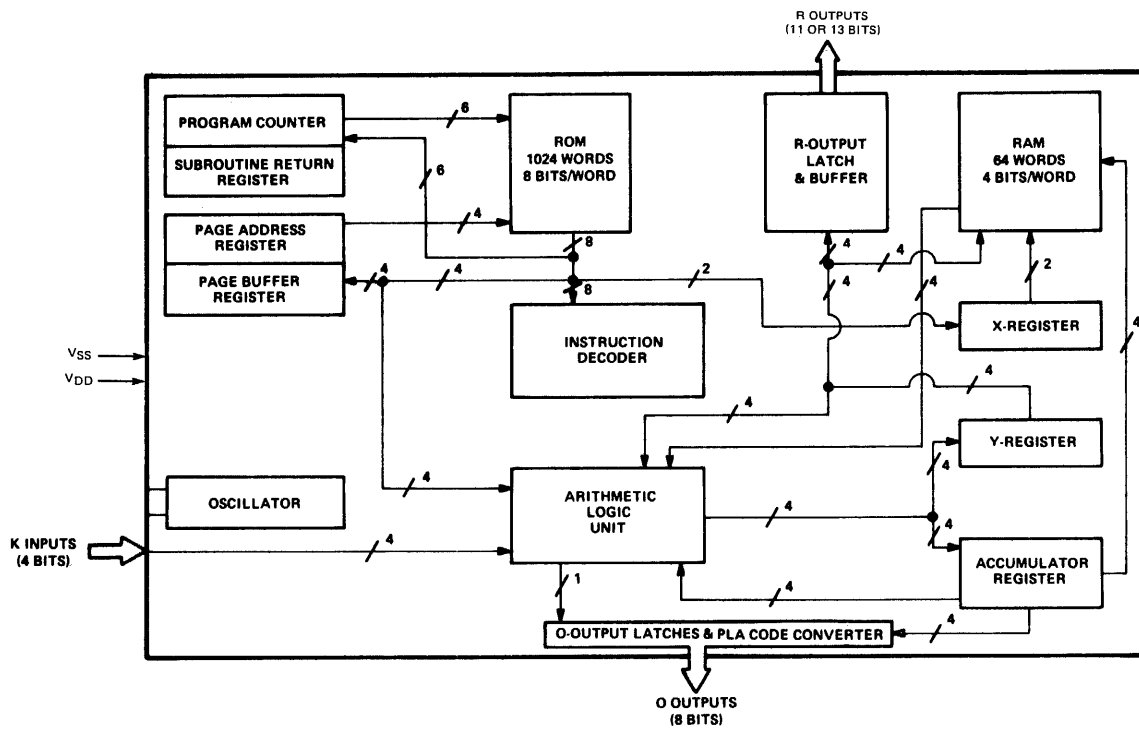 R OUTPUTS
(11 OR 13 BITS)
PROGRAM COUNTER
SUBROUTINE RETURN
REGISTER
6
6
ROM
1024 WORDS
8 BITS/WORD
R-OUTPUT
LATCH
& BUFFER
RAM
64 WORDS
4 BITS/WORD
PAGE ADDRESS
REGISTER
PAGE BUFFER
REGISTER
4
4
4
8
8
2
4
4
4
4
2
4
INSTRUCTION
DECODER
X-REGISTER
VSS
VDD
4
4
Y-REGISTER
4
OSCILLATOR
4
ARITHMETIC
LOGIC
UNIT
4
4
K INPUTS
(4 BITS)
4
ACCUMULATOR
REGISTER
1
4
4
O-OUTPUT LATCHES & PLA CODE CONVERTER
O OUTPUTS
(8 BITS)